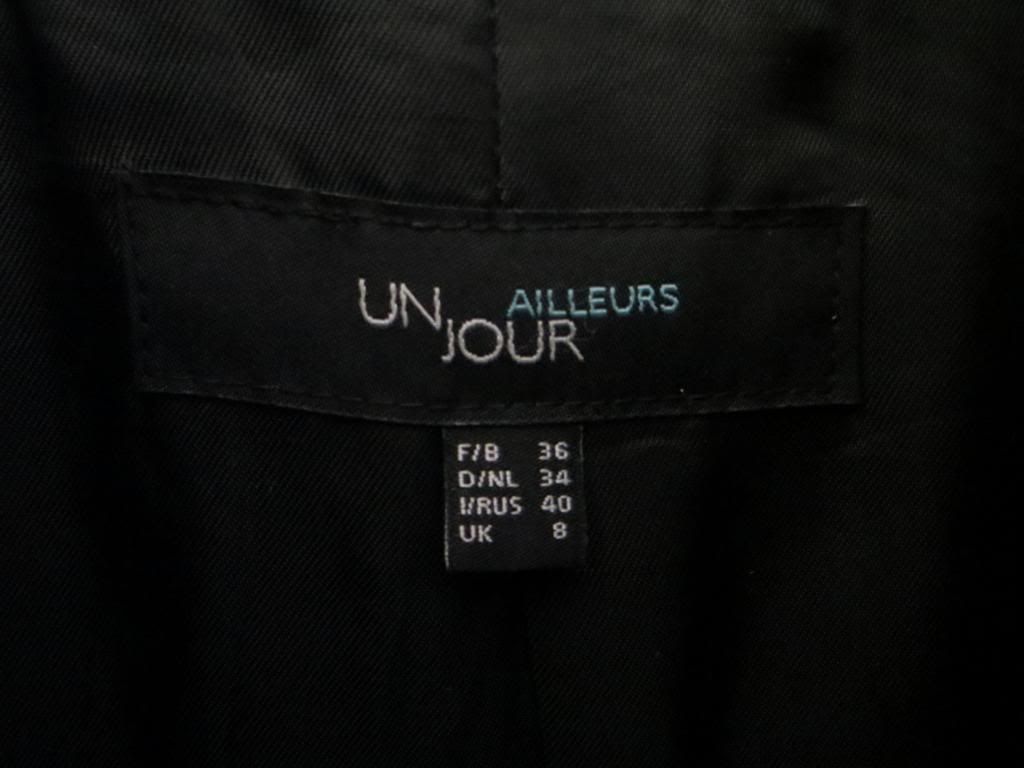 UN JOUR AILLEURS
F/B 36
D/NL 34
I/RUS 40
UK 8